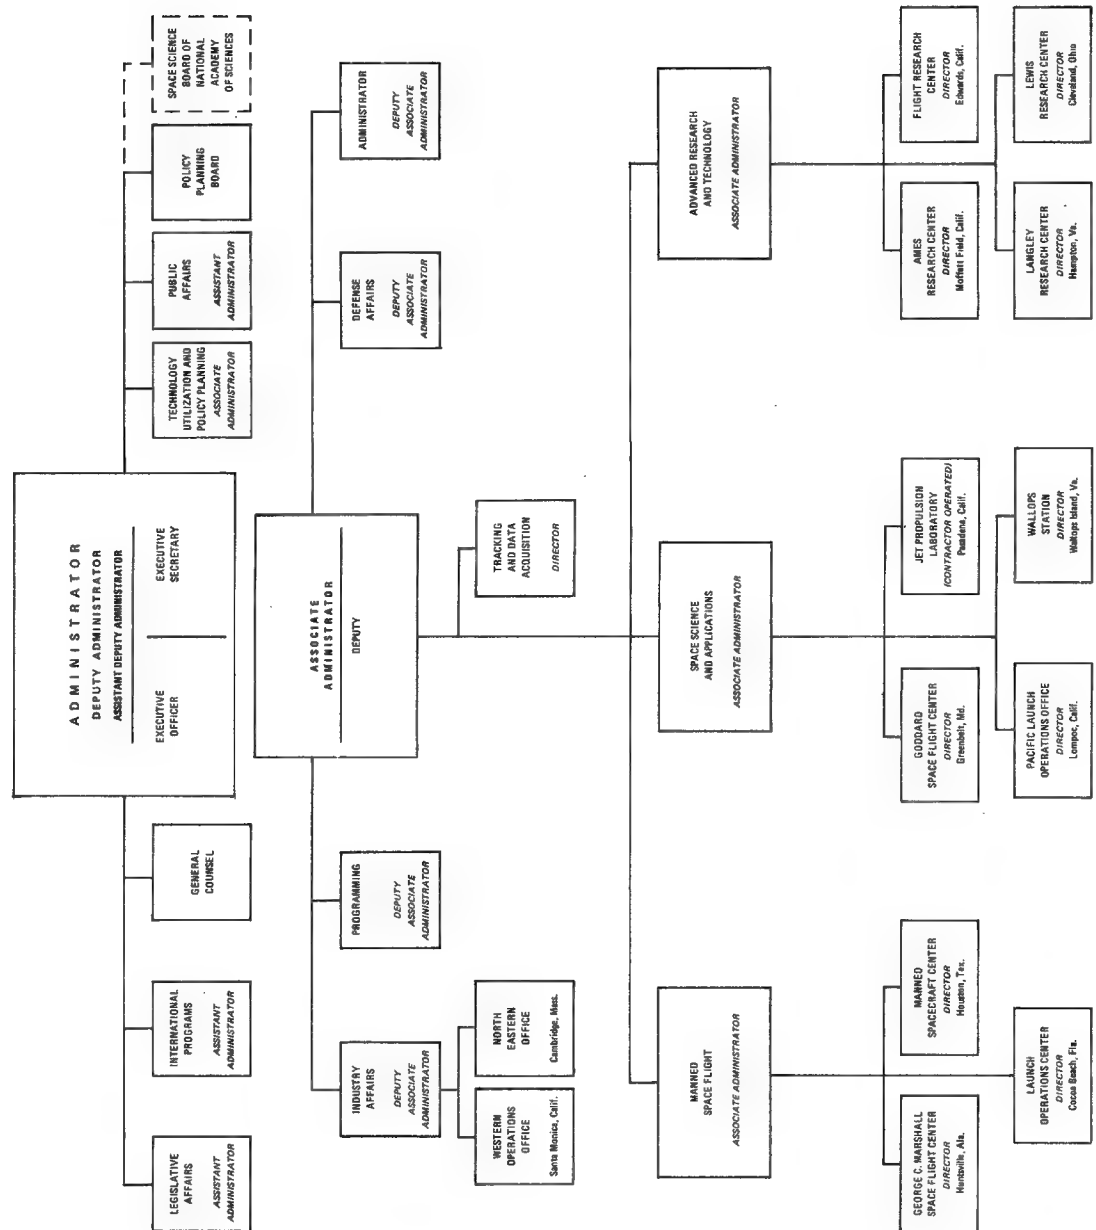 ADMINISTRATOR
DEPUTY ADMINISTRATOR
ASSISTANT DEPUTY ADMINISTRATOR
EXECUTIVE
OFFICER
EXECUTIVE
SECRETARY
LEGISLATIVE
AFFAIRS
ASSISTANT
ADMINISTRATOR
INTERNATIONAL
PROGRAMS
ASSISTANT
ADMINISTRATOR
GENERAL
COUNSEL
TECHNOLOGY
UTILIZATION AND
POLICY PLANNING
ASSOCIATE
ADMINISTRATOR
PUBLIC
AFFAIRS
ASSISTANT
ADMINISTRATOR
POLICY
PLANNING
BOARD
SPACE SCIENCE
BOARD OF
NATIONAL
ACADEMY
OF SCIENCES
ASSOCIATE
ADMINISTRATOR
DEPUTY
INDUSTRY
AFFAIRS
DEPUTY
ASSOCIATE
ADMINISTRATOR
PROGRAMMING
DEPUTY
ASSOCIATE
ADMINISTRATOR
DEFENSE
AFFAIRS
DEPUTY
ASSOCIATE
ADMINISTRATOR
ADMINISTRATOR
DEPUTY
ASSOCIATE
ADMINISTRATOR
WESTERN
OPERATIONS
OFFICE
Santa Monica, Calif.
NORTH
EASTERN
OFFICE
Cambridge, Mass.
TRACKING
AND DATA
ACQUISITION
DIRECTOR
MANNED
SPACE FLIGHT
ASSOCIATE ADMINISTRATOR
SPACE SCIENCE
AND APPLICATIONS
ASSOCIATE ADMINISTRATOR
ADVANCED RESEARCH
AND TECHNOLOGY
ASSOCIATE ADMINISTRATOR
GEORGE C. MARSHALL
SPACE FLIGHT CENTER
DIRECTOR
Huntsville, Ala.
MANNED
SPACECRAFT CENTER
DIRECTOR
Houston, Tex.
LAUNCH
OPERATIONS CENTER
DIRECTOR
Cocoa Beach, Fla.
GODDARD
SPACE FLIGHT CENTER
DIRECTOR
Greenbelt, Md.
JET PROPULSION
LABORATORY
(CONTRACTOR OPERATED)
Pasadena, Calif.
PACIFIC LAUNCH
OPERATIONS OFFICE
DIRECTOR
Lompoc, Calif.
WALLOPS
STATION
DIRECTOR
Wallops Island, Va.
AMES
RESEARCH CENTER
DIRECTOR
Moffett Field, Calif.
FLIGHT RESEARCH
CENTER
DIRECTOR
Edwards, Calif.
LANGLEY
RESEARCH CENTER
DIRECTOR
Hampton, Va.
LEWIS
RESEARCH CENTER
DIRECTOR
Cleveland, Ohio